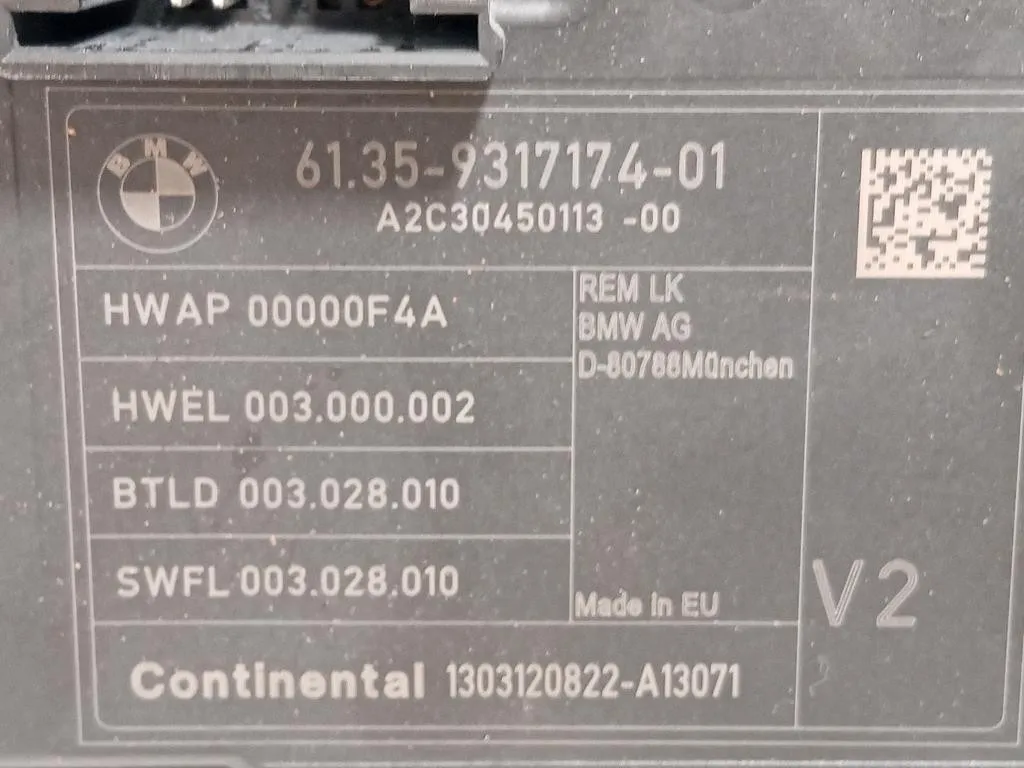 BMW
61.35-9317174-01
A2C30450113 -00
HWAP 00000F4A
REM LK
BMW AG
D-80788München
HWEL 003.000.002
BTLD 003.028.010
SWFL 003.028.010
Made in EU
V2
Continental 1303120822-A13071